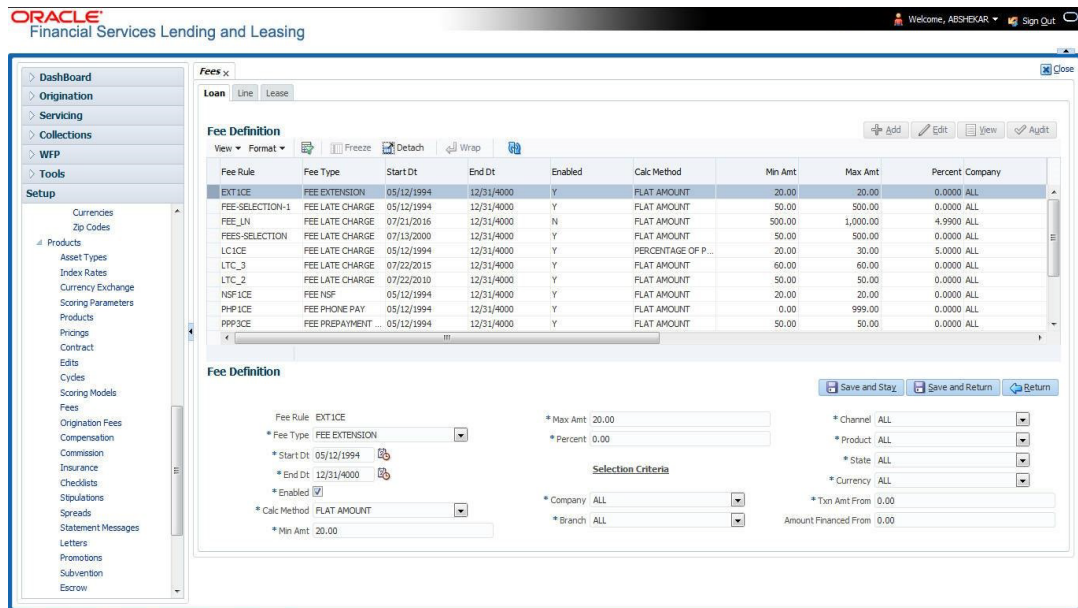 ORACLE®
Financial Services Lending and Leasing
Welcome, ABSHEKAR
Sign Out
Close
DashBoard
Origination
Servicing
Collections
WFP
Tools
Setup
Currencies
Zip Codes
Products
Asset Types
Index Rates
Currency Exchange
Scoring Parameters
Products
Pricings
Contract
Edits
Cycles
Scoring Models
Fees
Origination Fees
Compensation
Commission
Insurance
Checklists
Stipulations
Spreads
Statement Messages
Letters
Promotions
Subvention
Escrow
Fees x
Loan Line Lease
Fee Definition
Add Edit View Audit
View Format Freeze Detach Wrap
Fee Rule Fee Type Start Dt End Dt Enabled Calc Method Min Amt Max Amt Percent Company
EXT1CE FEE EXTENSION 05/12/1994 12/31/4000 Y FLAT AMOUNT 20.00 20.00 0.0000 ALL
FEE-SELECTION-1 FEE LATE CHARGE 05/12/1994 12/31/4000 Y FLAT AMOUNT 50.00 500.00 0.0000 ALL
FEE_LN FEE LATE CHARGE 07/21/2016 12/31/4000 N FLAT AMOUNT 500.00 1,000.00 4.9900 ALL
FEES-SELECTION FEE LATE CHARGE 07/13/2000 12/31/4000 Y FLAT AMOUNT 50.00 500.00 0.0000 ALL
LC1CE FEE LATE CHARGE 05/12/1994 12/31/4000 Y PERCENTAGE OF P... 20.00 30.00 5.0000 ALL
LTC_3 FEE LATE CHARGE 07/22/2015 12/31/4000 Y FLAT AMOUNT 60.00 60.00 0.0000 ALL
LTC_2 FEE LATE CHARGE 07/22/2010 12/31/4000 Y FLAT AMOUNT 50.00 50.00 0.0000 ALL
NSF1CE FEE NSF 05/12/1994 12/31/4000 Y FLAT AMOUNT 20.00 20.00 0.0000 ALL
PHP1CE FEE PHONE PAY 05/12/1994 12/31/4000 Y FLAT AMOUNT 0.00 999.00 0.0000 ALL
PPP3CE FEE PREPAYMENT ... 05/12/1994 12/31/4000 Y FLAT AMOUNT 50.00 50.00 0.0000 ALL
Fee Definition
Save and Stay Save and Return Return
Fee Rule EXT1CE
* Fee Type FEE EXTENSION
* Start Dt 05/12/1994
* End Dt 12/31/4000
* Enabled
* Calc Method FLAT AMOUNT
* Min Amt 20.00
* Max Amt 20.00
* Percent 0.00
Selection Criteria
* Company ALL
* Branch ALL
* Channel ALL
* Product ALL
* State ALL
* Currency ALL
* Txn Amt From 0.00
Amount Financed From 0.00